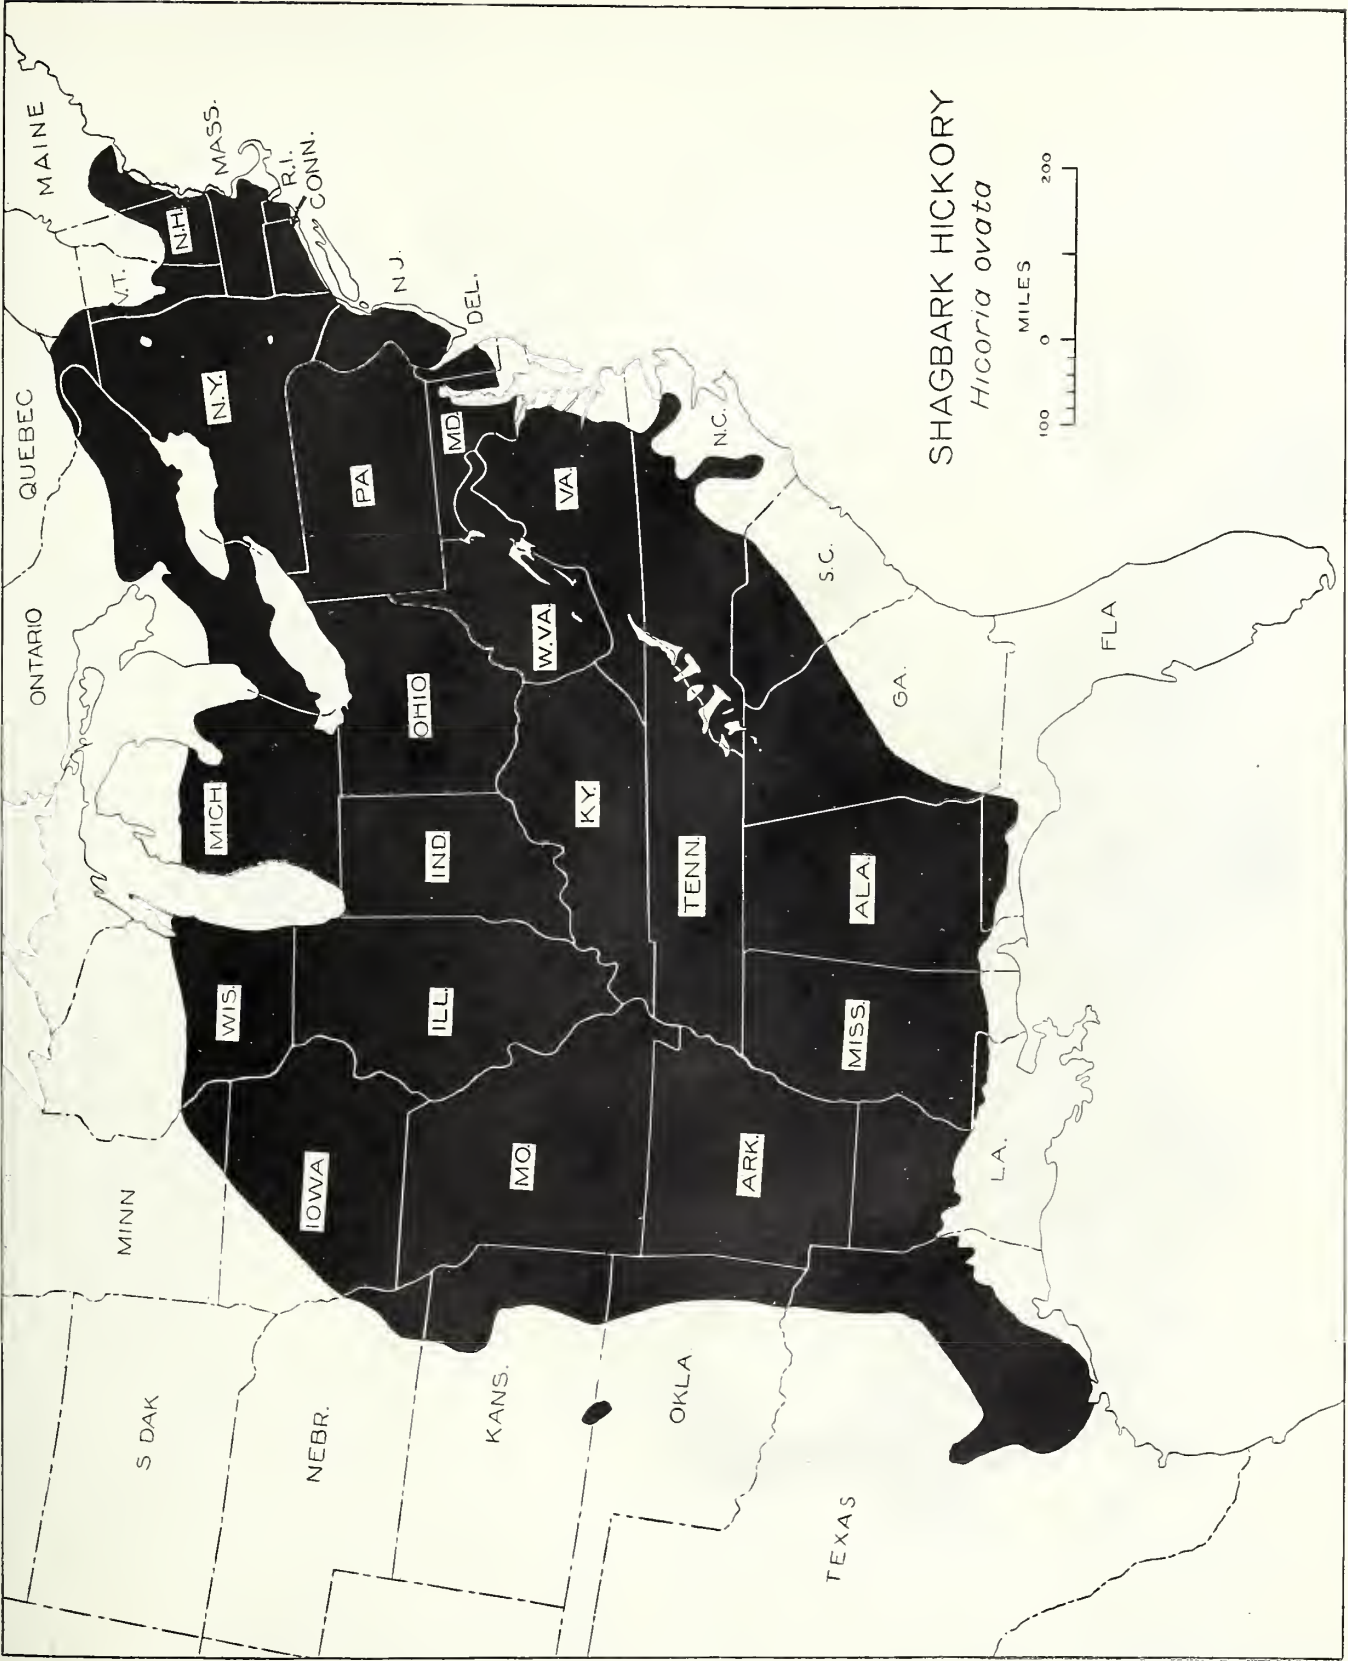 SHAGBARK HICKORY
Hicoria ovata
MILES
100 0 200
MAINE
QUEBEC
ONTARIO
V.T.
N.H.
MASS.
R.I.
CONN.
N.Y.
N.J.
DEL.
PA
MD.
VA.
W.VA.
N.C.
S.C.
GA.
FLA
OHIO
MICH
IND.
KY.
TENN.
ALA.
MISS.
WIS.
ILL.
MINN
IOWA
MO.
ARK.
LA.
S DAK
NEBR.
KANS.
OKLA
TEXAS